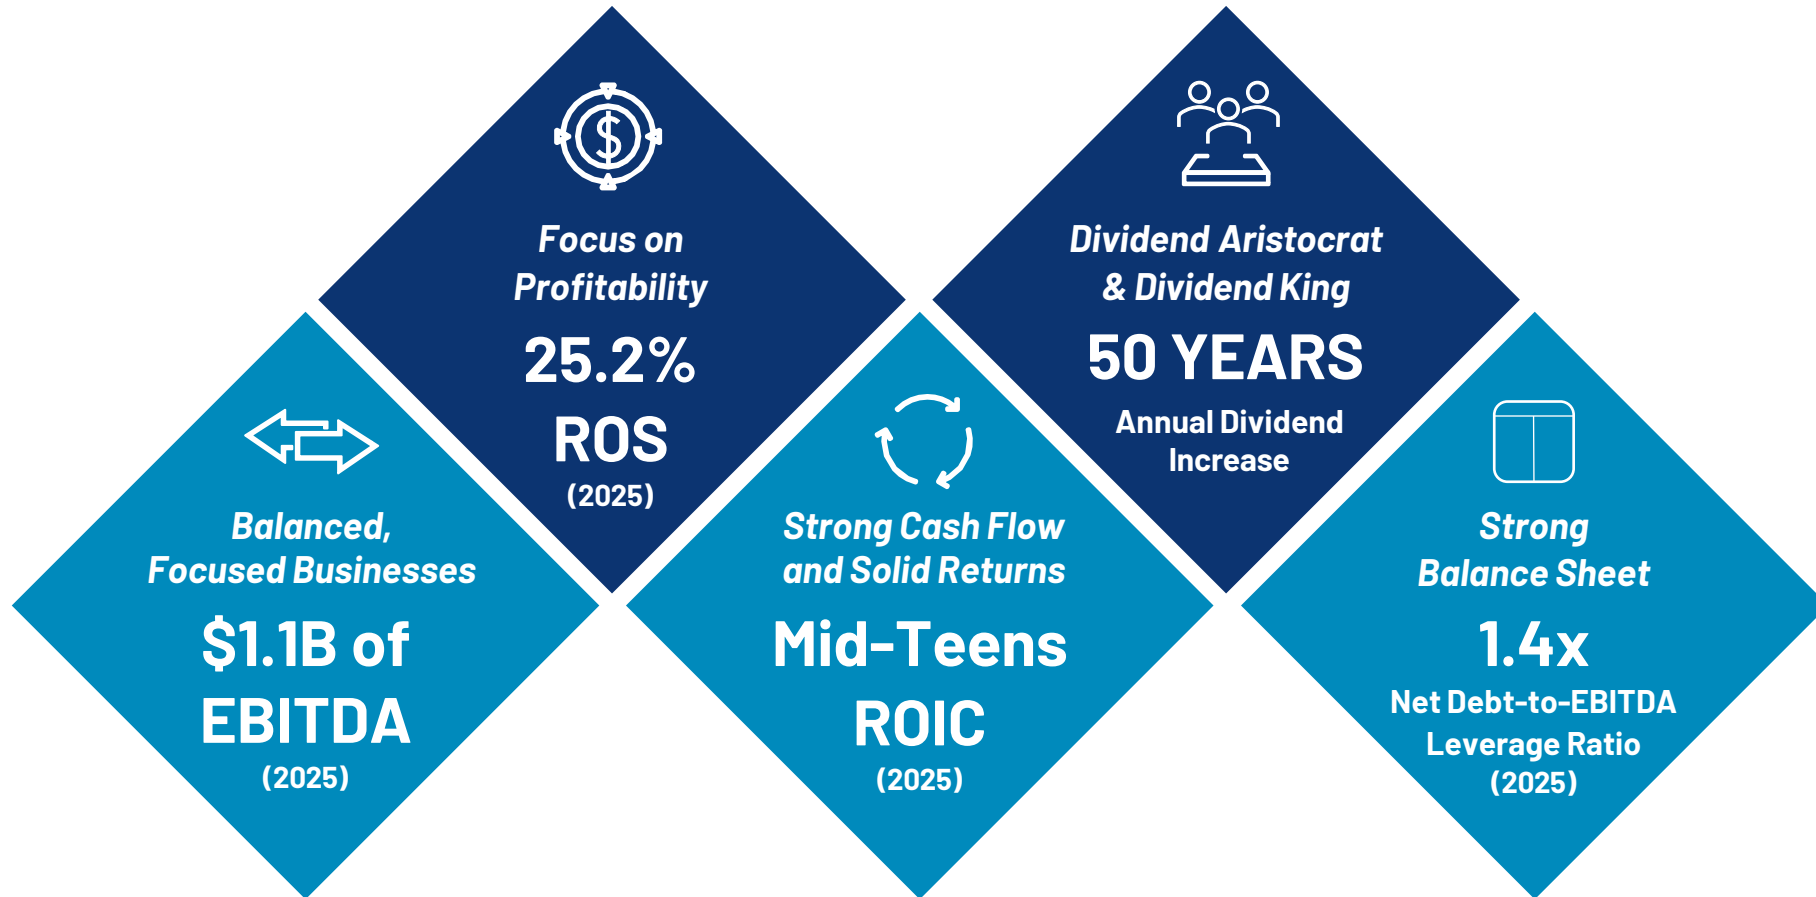 Focus on
Profitability
25.2%
ROS
(2025)
Dividend Aristocrat
& Dividend King
50 YEARS
Annual Dividend
Increase
Balanced,
Focused Businesses
$1.1B of
EBITDA
(2025)
Strong Cash Flow
and Solid Returns
Mid-Teens
ROIC
(2025)
Strong
Balance Sheet
1.4x
Net Debt-to-EBITDA
Leverage Ratio
(2025)